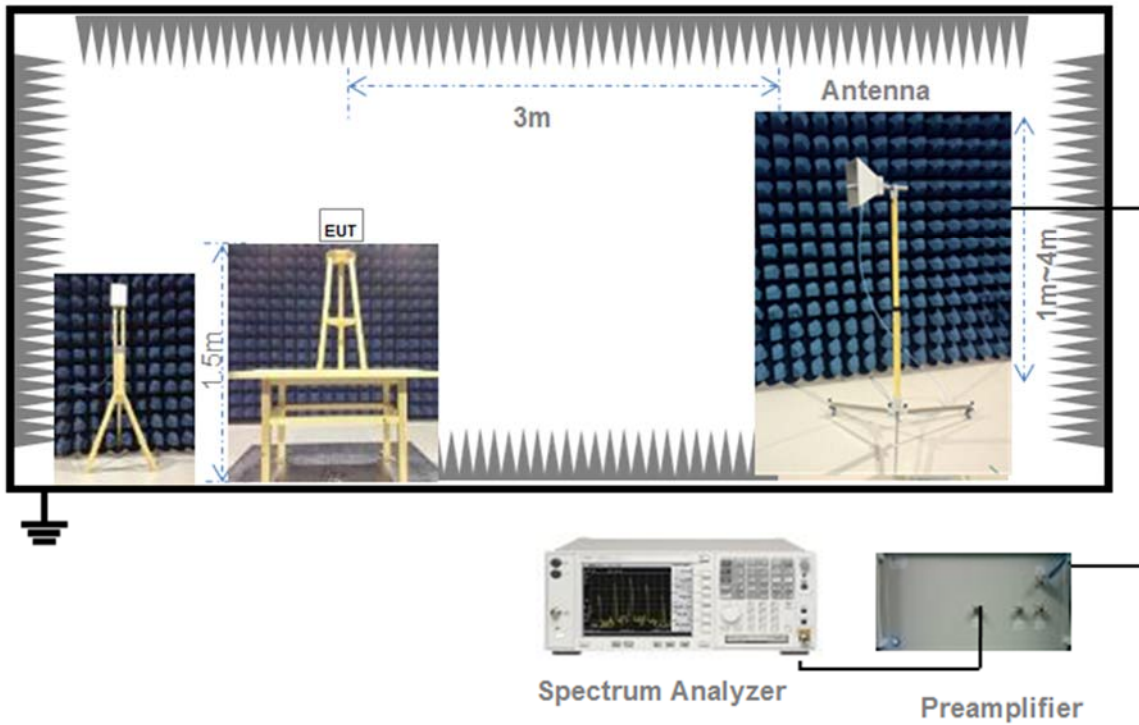 Antenna
3m
EUT
1.5m
1m~4m
Spectrum Analyzer
Preamplifier